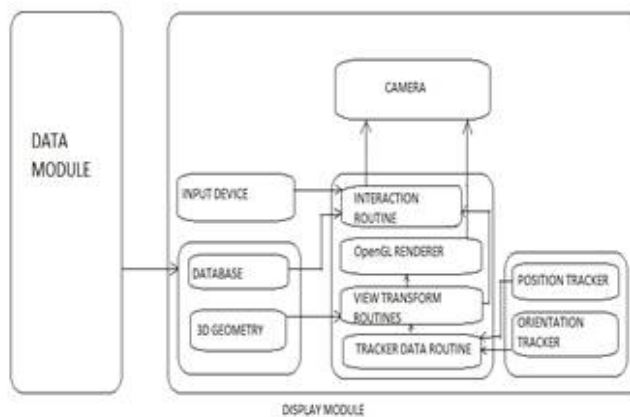 CAMERA
DATA
MODULE
INPUT DEVICE
INTERACTION
ROUTINE
OpenGL RENDERER
DATABASE
VIEW TRANSFORM
ROUTINES
3D GEOMETRY
TRACKER DATA ROUTINE
POSITION TRACKER
ORIENTATION
TRACKER
DISPLAY MODULE